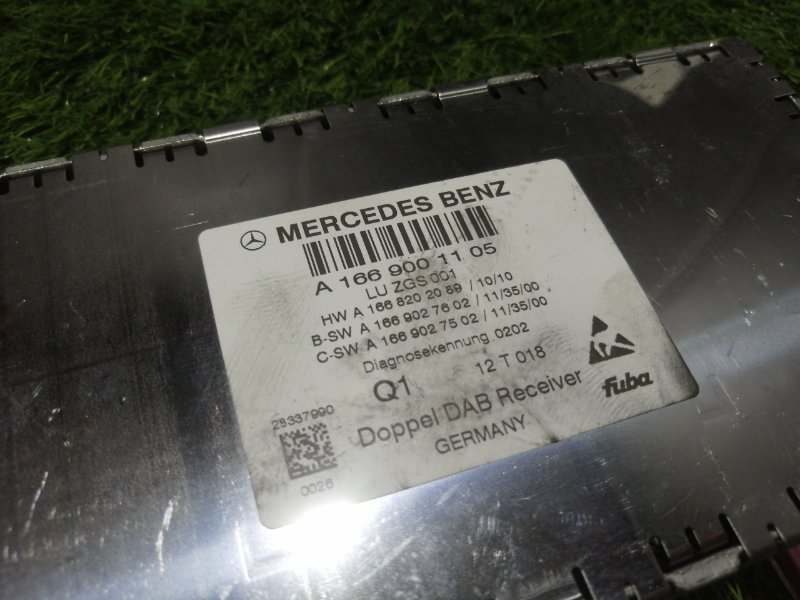 MERCEDES BENZ
A 166 900 11 05
LU ZGS 001
HW A 166 820 20 89 / 10/10
B-SW A 166 902 76 02 / 11/35/00
C-SW A 166 902 75 02 / 11/35/00
Diagnosekennung 0202
Q1 12 T 018
fuba
Doppel DAB Receiver
GERMANY
28337990
0026